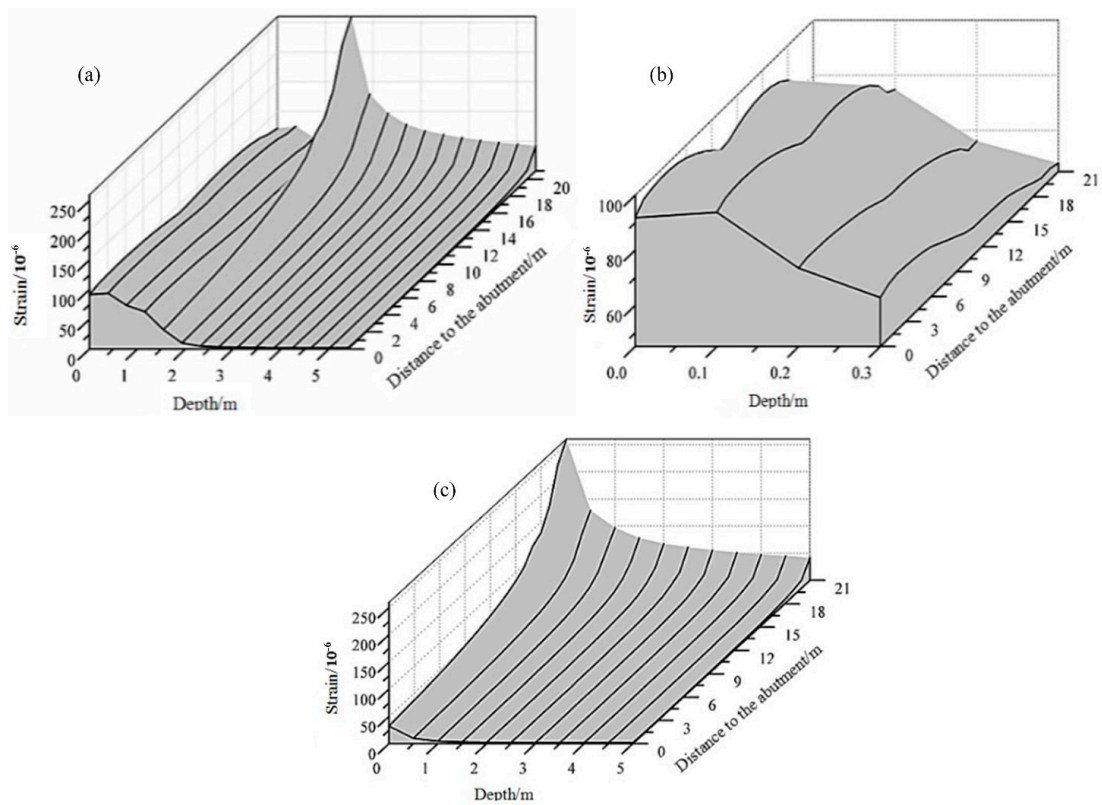 (a)
250
200
150
100
50
0
Strain/10⁻⁶
0 1 2 3 4 5
Depth/m
0 2 4 6 8 10 12 14 16 18 20
Distance to the abutment/m
(b)
100
80
60
Strain/10⁻⁶
0.0 0.1 0.2 0.3
Depth/m
0 3 6 9 12 15 18 21
Distance to the abutment/m
(c)
250
200
150
100
50
0
Strain/10⁻⁶
0 1 2 3 4 5
Depth/m
0 3 6 9 12 15 18 21
Distance to the abutment/m